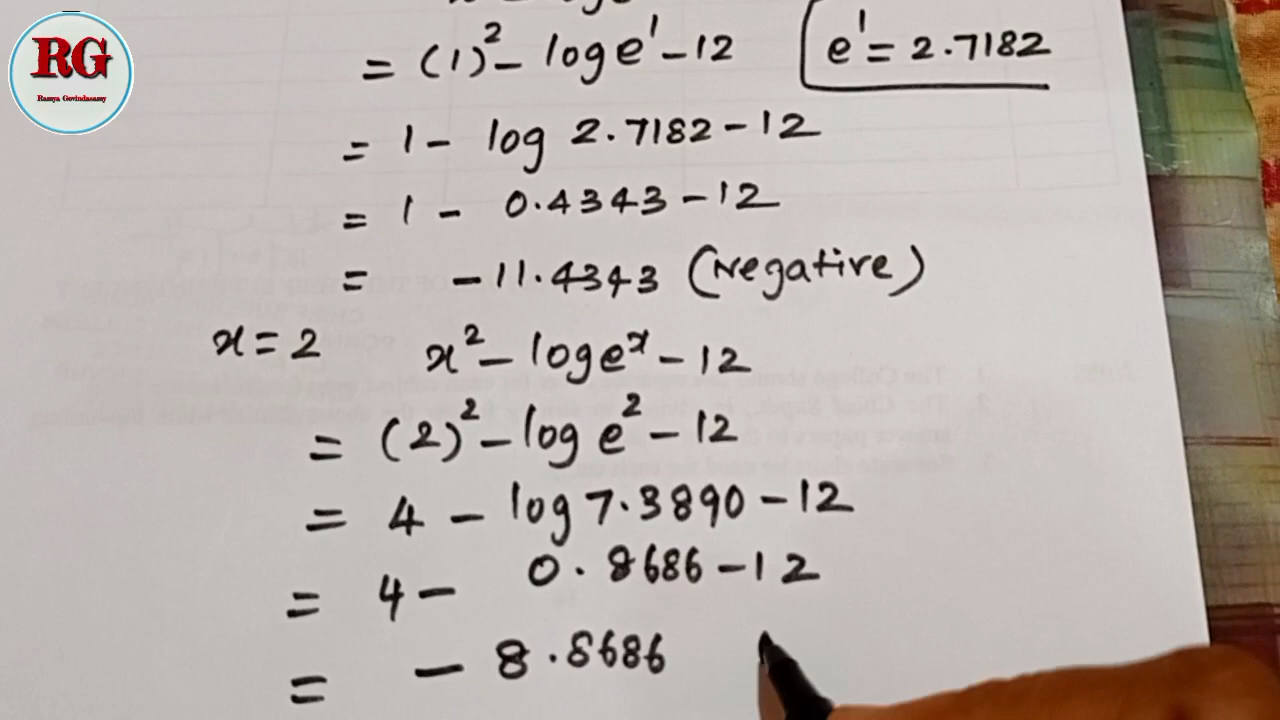 RG
Ramya Govindasamy
= (1)² - log e¹ - 12 e¹ = 2.7182
= 1 - log 2.7182 - 12
= 1 - 0.4343 - 12
= -11.4343 (Negative)
x = 2 x² - log eˣ - 12
= (2)² - log e² - 12
= 4 - log 7.3890 - 12
= 4 - 0.8686 - 12
= - 8.8686